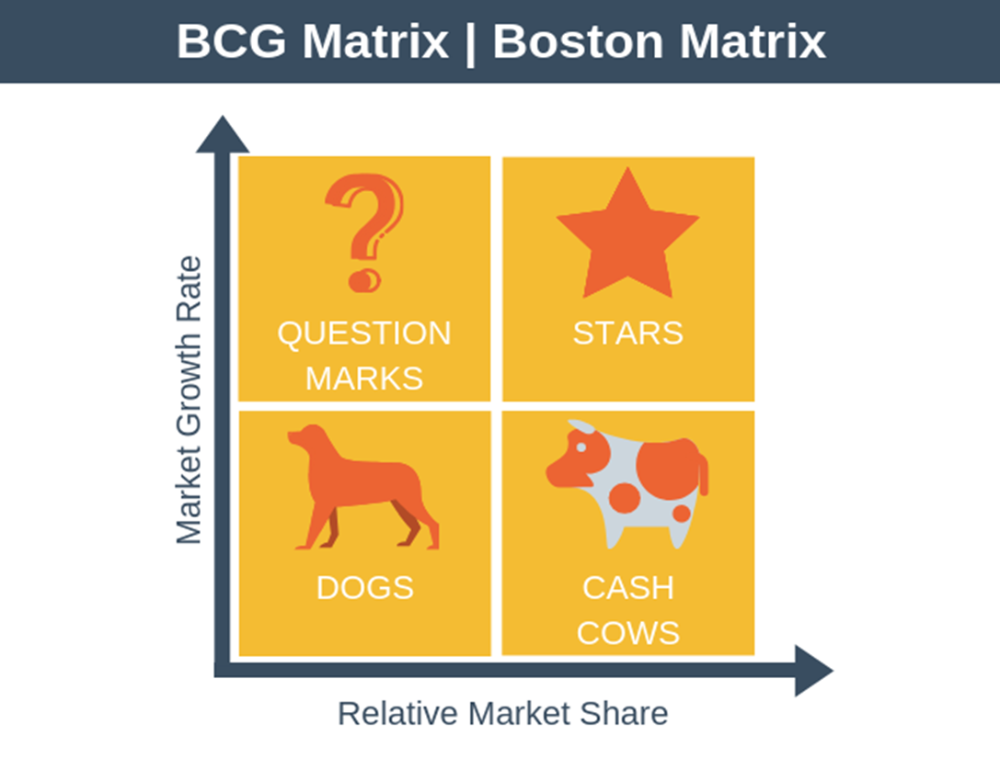 BCG Matrix | Boston Matrix
Market Growth Rate
QUESTION
MARKS
STARS
DOGS
CASH
COWS
Relative Market Share